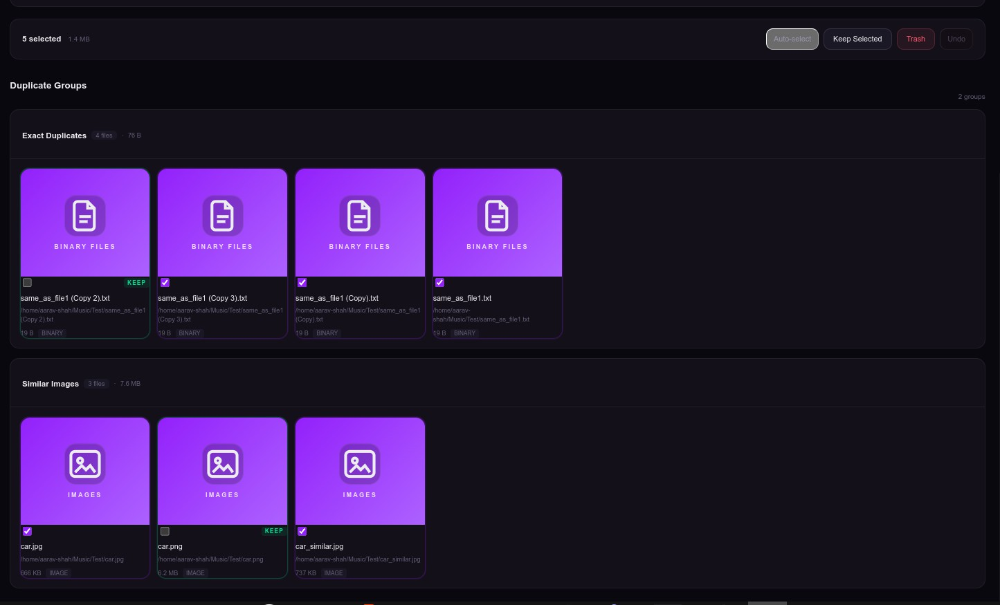 5 selected 1.4 MB
Auto-select Keep Selected Trash Undo
Duplicate Groups
2 groups
Exact Duplicates 4 files · 76 B
BINARY FILES BINARY FILES BINARY FILES BINARY FILES
KEEP
same_as_file1 (Copy 2).txt
/home/aarav-shah/Music/Test/same_as_file1
(Copy 2).txt
19 B BINARY
same_as_file1 (Copy 3).txt
/home/aarav-shah/Music/Test/same_as_file1
(Copy 3).txt
19 B BINARY
same_as_file1 (Copy).txt
/home/aarav-shah/Music/Test/same_as_file1
(Copy).txt
19 B BINARY
same_as_file1.txt
/home/aarav-
shah/Music/Test/same_as_file1.txt
19 B BINARY
Similar Images 3 files · 7.6 MB
IMAGES IMAGES IMAGES
car.jpg
/home/aarav-shah/Music/Test/car.jpg
666 KB IMAGE
KEEP
car.png
/home/aarav-shah/Music/Test/car.png
6.2 MB IMAGE
car_similar.jpg
/home/aarav-shah/Music/Test/car_similar.jpg
737 KB IMAGE